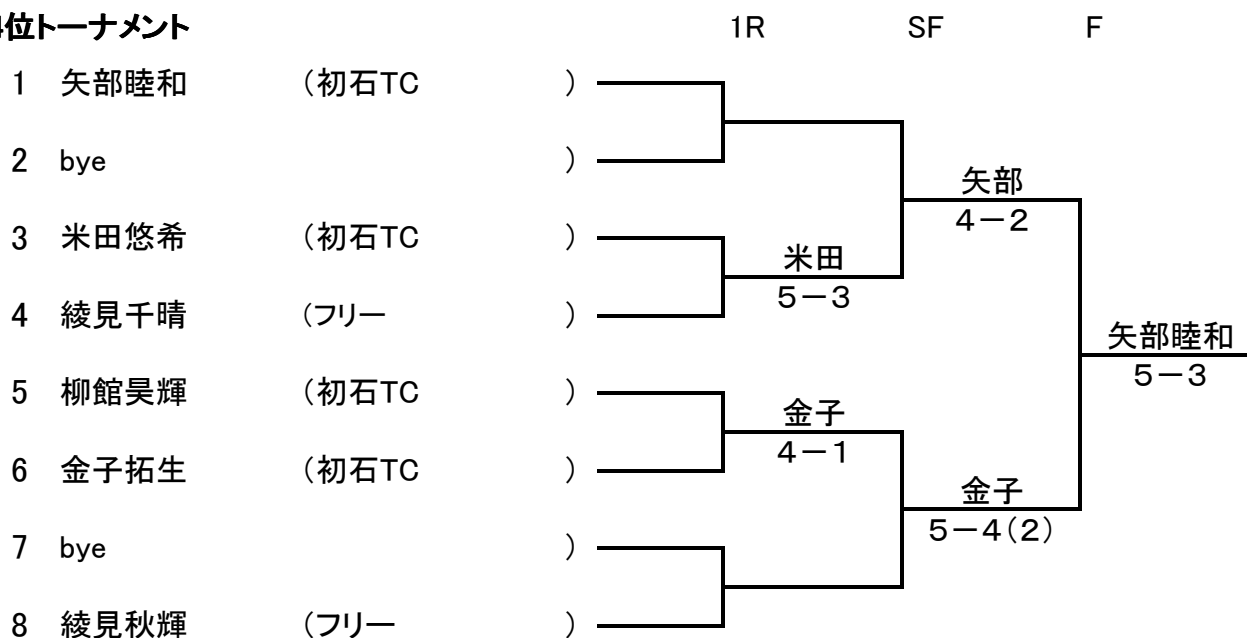 位トーナメント 1R SF F
1 矢部睦和 (初石TC )
2 bye )
矢部
4-2
3 米田悠希 (初石TC )
米田
5-3
4 綾見千晴 (フリー )
矢部睦和
5-3
5 柳館昊輝 (初石TC )
金子
4-1
6 金子拓生 (初石TC )
金子
5-4(2)
7 bye )
8 綾見秋輝 (フリー )